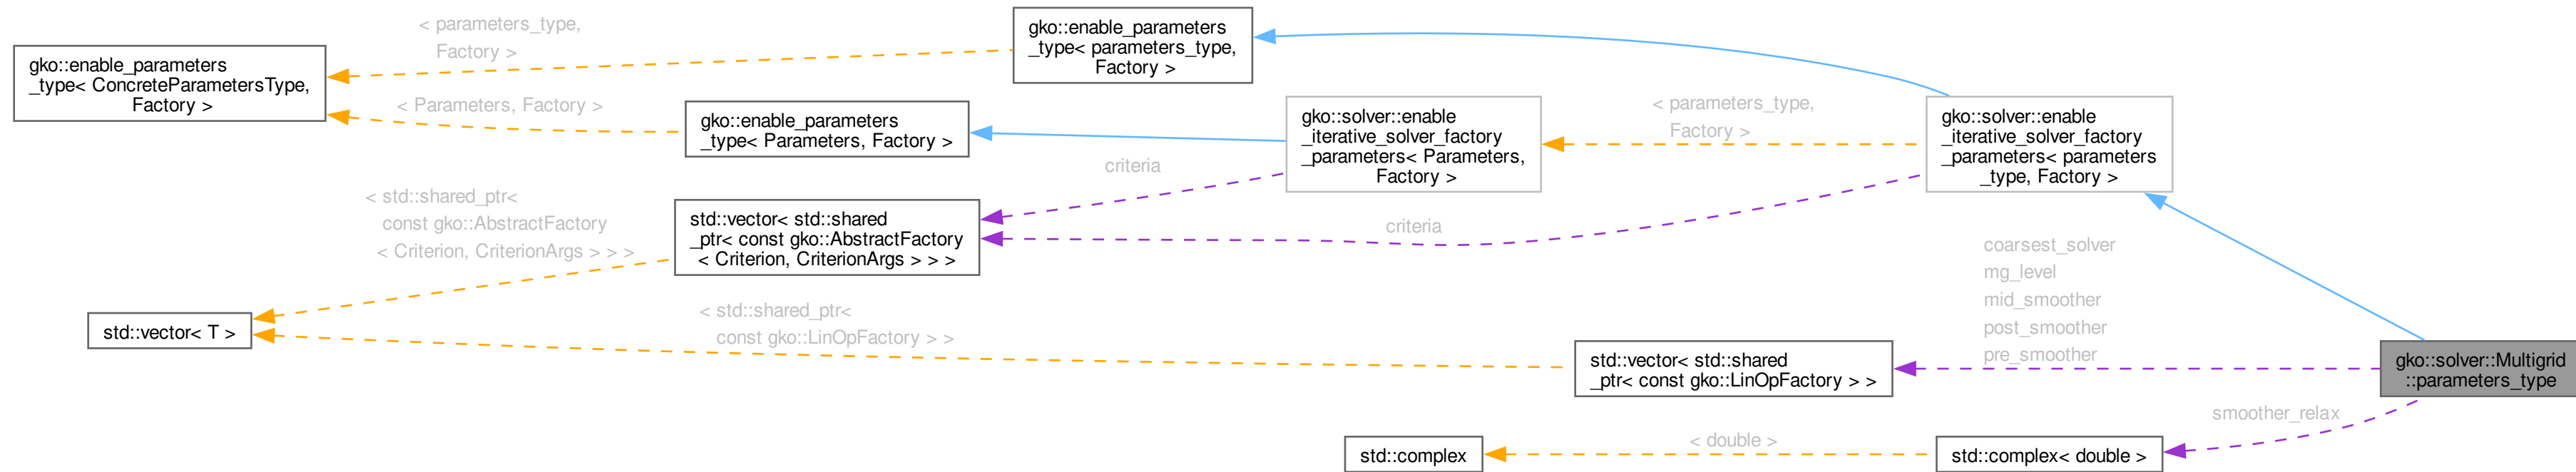 gko::enable_parameters
_type< ConcreteParametersType,
Factory >
< parameters_type,
Factory >
gko::enable_parameters
_type< parameters_type,
Factory >
< Parameters, Factory >
gko::enable_parameters
_type< Parameters, Factory >
gko::solver::enable
_iterative_solver_factory
_parameters< Parameters,
Factory >
< parameters_type,
Factory >
gko::solver::enable
_iterative_solver_factory
_parameters< parameters
_type, Factory >
criteria
criteria
< std::shared_ptr<
const gko::AbstractFactory
< Criterion, CriterionArgs > > >
std::vector< std::shared
_ptr< const gko::AbstractFactory
< Criterion, CriterionArgs > > >
std::vector< T >
< std::shared_ptr<
const gko::LinOpFactory > >
std::vector< std::shared
_ptr< const gko::LinOpFactory > >
coarsest_solver
mg_level
mid_smoother
post_smoother
pre_smoother
gko::solver::Multigrid
::parameters_type
smoother_relax
std::complex
< double >
std::complex< double >